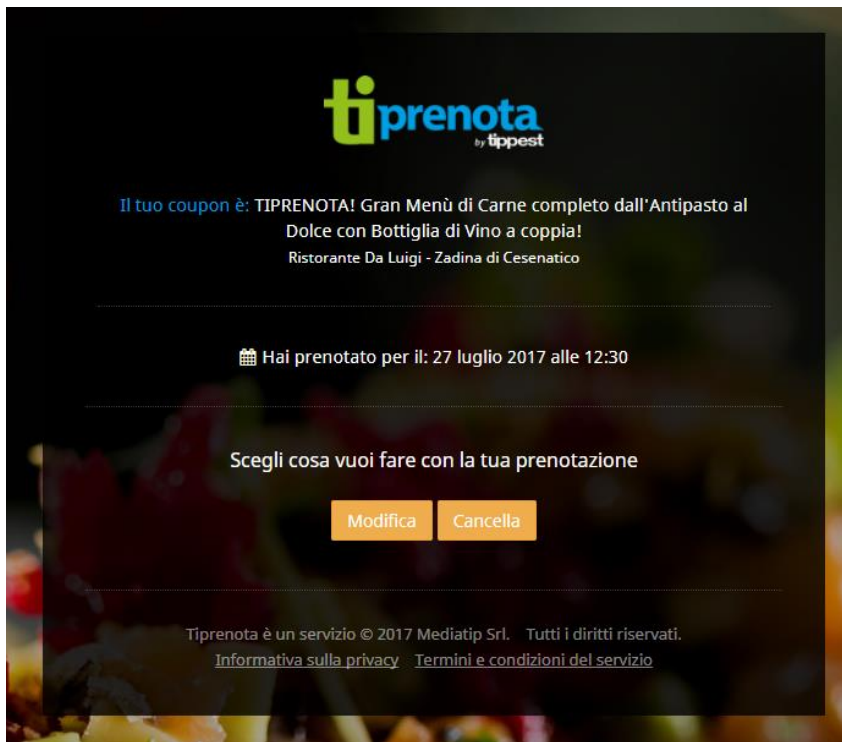 tiprenota
by tippest
Il tuo coupon è: TIPRENOTA! Gran Menù di Carne completo dall'Antipasto al
Dolce con Bottiglia di Vino a coppia!
Ristorante Da Luigi - Zadina di Cesenatico
Hai prenotato per il: 27 luglio 2017 alle 12:30
Scegli cosa vuoi fare con la tua prenotazione
Modifica Cancella
Tiprenota è un servizio © 2017 Mediatip Srl. Tutti i diritti riservati.
Informativa sulla privacy Termini e condizioni del servizio